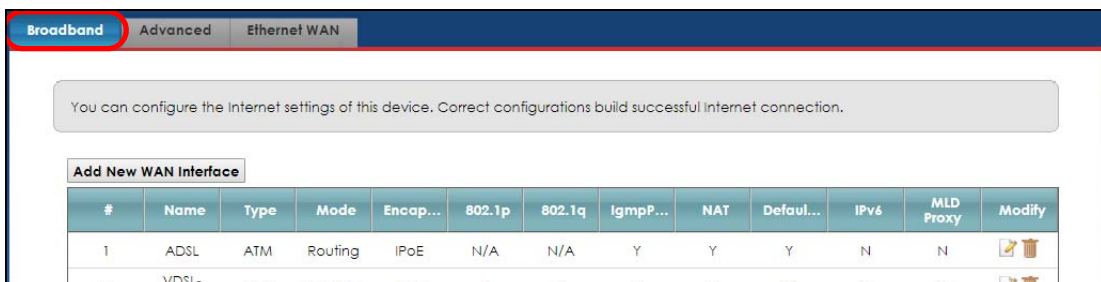 Broadband Advanced Ethernet WAN
You can configure the Internet settings of this device. Correct configurations build successful Internet connection.
Add New WAN Interface
# Name Type Mode Encap... 802.1p 802.1q IgmpP... NAT Defaul... IPv6 MLD Proxy Modify
1 ADSL ATM Routing IPoE N/A N/A Y Y Y N N